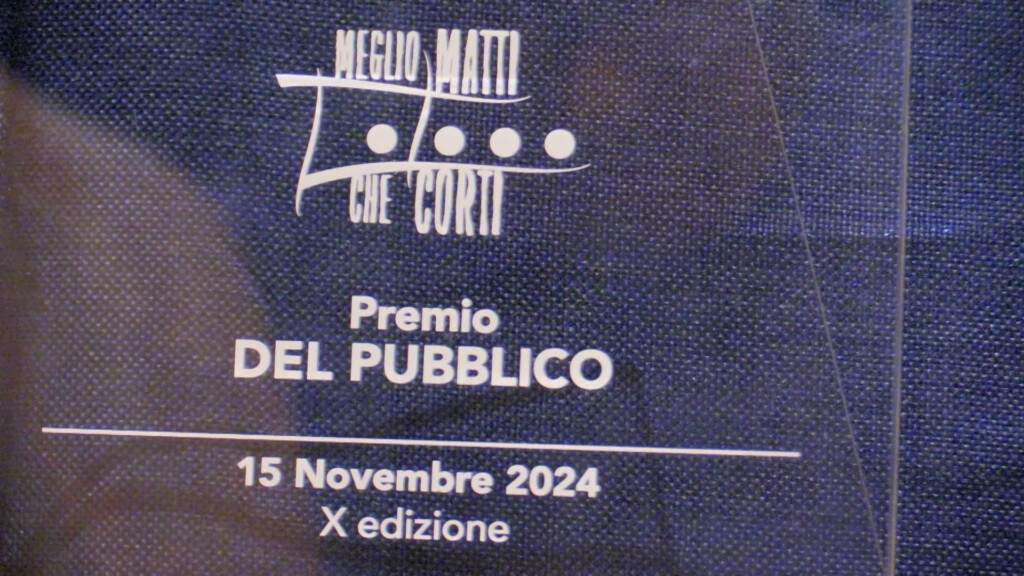 MEGLIO MATTI
CHE CORTI
Premio
DEL PUBBLICO
15 Novembre 2024
X edizione